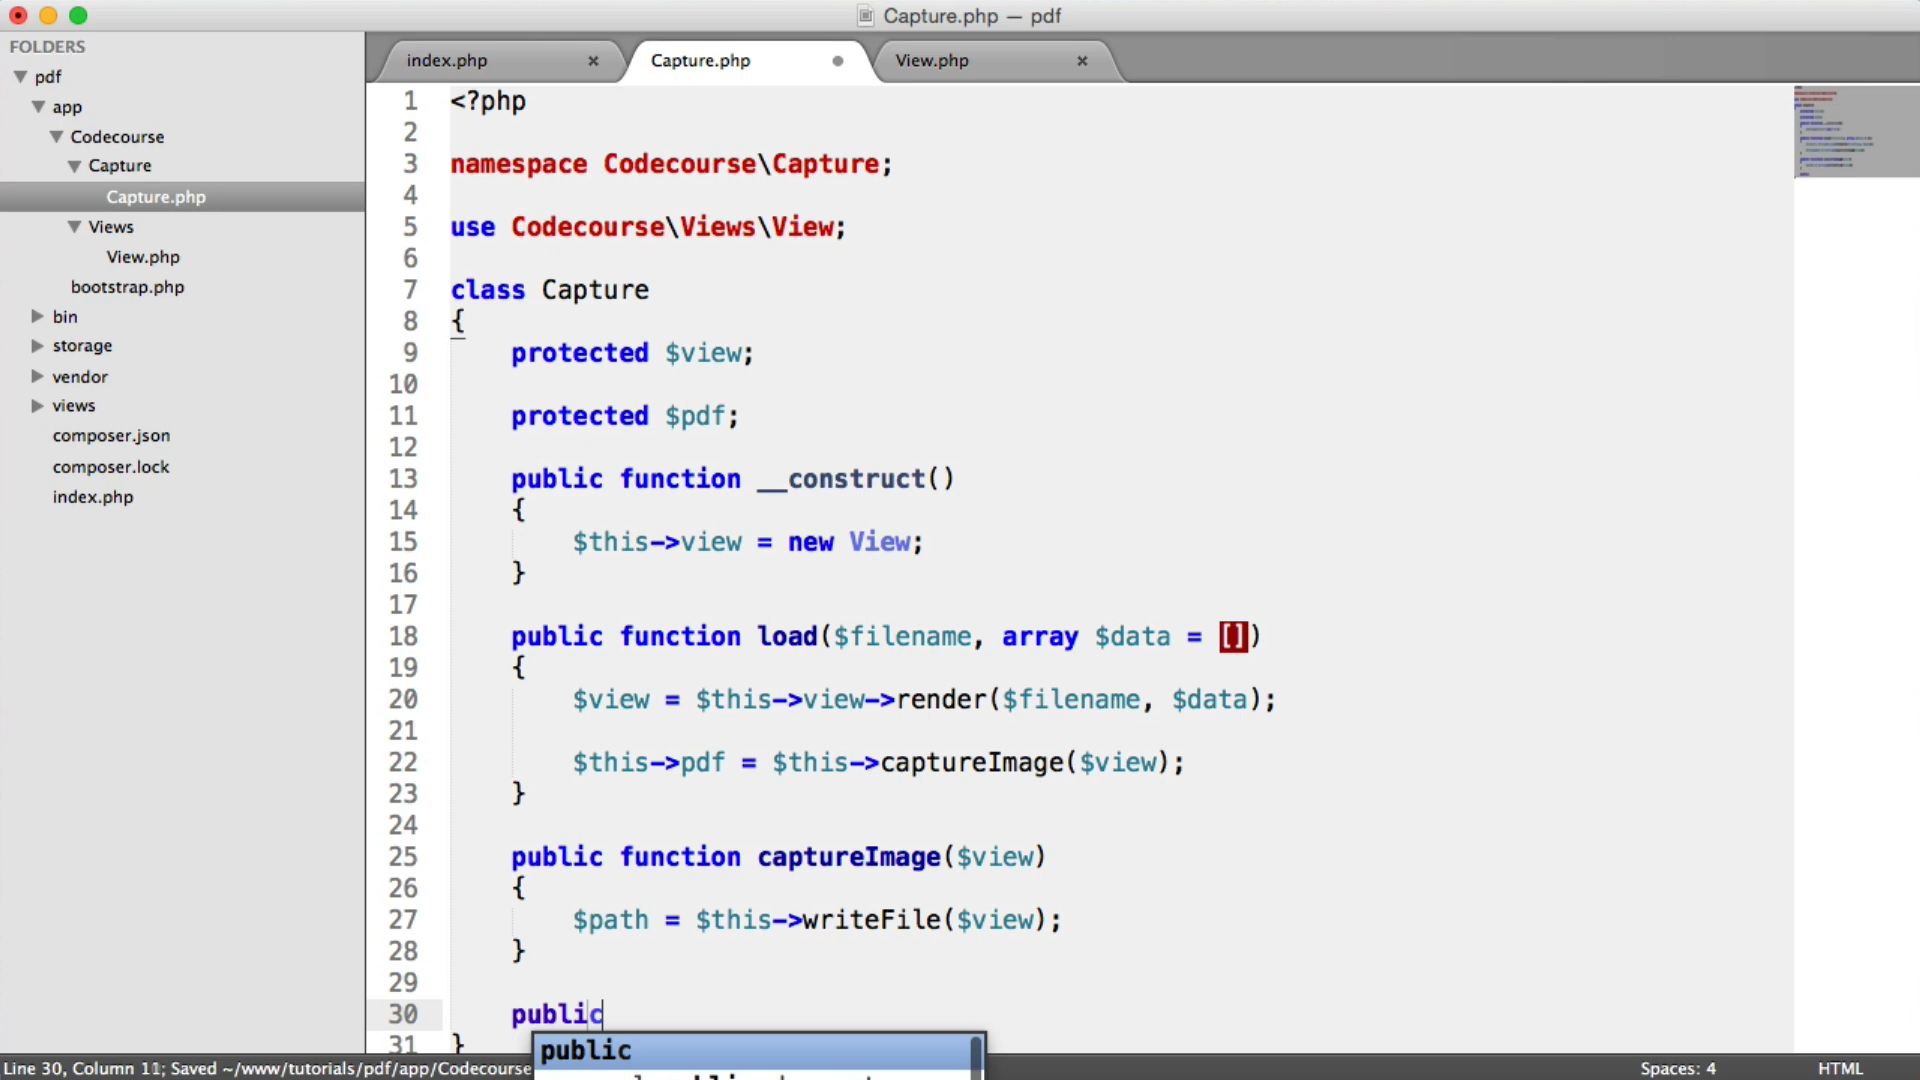 Capture.php — pdf
FOLDERS
pdf
app
Codecourse
Capture
Capture.php
Views
View.php
bootstrap.php
bin
storage
vendor
views
composer.json
composer.lock
index.php
index.php Capture.php View.php
1 <?php
2
3 namespace Codecourse\Capture;
4
5 use Codecourse\Views\View;
6
7 class Capture
8 {
9 protected $view;
10
11 protected $pdf;
12
13 public function __construct()
14 {
15 $this->view = new View;
16 }
17
18 public function load($filename, array $data = [])
19 {
20 $view = $this->view->render($filename, $data);
21
22 $this->pdf = $this->captureImage($view);
23 }
24
25 public function captureImage($view)
26 {
27 $path = $this->writeFile($view);
28 }
29
30 public
31 }
public
Line 30, Column 11; Saved ~/www/tutorials/pdf/app/Codecourse
Spaces: 4 HTML